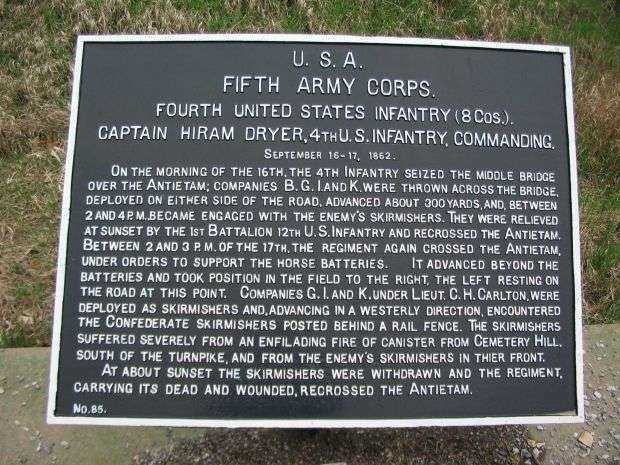 U. S. A.
FIFTH ARMY CORPS.
FOURTH UNITED STATES INFANTRY (8 COS.).
CAPTAIN HIRAM DRYER, 4TH U.S. INFANTRY, COMMANDING.
SEPTEMBER 16-17, 1862.
ON THE MORNING OF THE 16TH, THE 4TH INFANTRY SEIZED THE MIDDLE BRIDGE
OVER THE ANTIETAM; COMPANIES B. G. I. AND K. WERE THROWN ACROSS THE BRIDGE,
DEPLOYED ON EITHER SIDE OF THE ROAD, ADVANCED ABOUT 300 YARDS, AND, BETWEEN
2 AND 4 P.M. BECAME ENGAGED WITH THE ENEMY'S SKIRMISHERS. THEY WERE RELIEVED
AT SUNSET BY THE 1ST BATTALION 12TH U.S. INFANTRY AND RECROSSED THE ANTIETAM.
BETWEEN 2 AND 3 P.M. OF THE 17TH, THE REGIMENT AGAIN CROSSED THE ANTIETAM,
UNDER ORDERS TO SUPPORT THE HORSE BATTERIES. IT ADVANCED BEYOND THE
BATTERIES AND TOOK POSITION IN THE FIELD TO THE RIGHT, THE LEFT RESTING ON
THE ROAD AT THIS POINT. COMPANIES G. I. AND K. UNDER LIEUT. C. H. CARLTON, WERE
DEPLOYED AS SKIRMISHERS AND, ADVANCING IN A WESTERLY DIRECTION, ENCOUNTERED
THE CONFEDERATE SKIRMISHERS POSTED BEHIND A RAIL FENCE. THE SKIRMISHERS
SUFFERED SEVERELY FROM AN ENFILADING FIRE OF CANISTER FROM CEMETERY HILL,
SOUTH OF THE TURNPIKE, AND FROM THE ENEMY'S SKIRMISHERS IN THIER FRONT.
AT ABOUT SUNSET THE SKIRMISHERS WERE WITHDRAWN AND THE REGIMENT,
CARRYING ITS DEAD AND WOUNDED, RECROSSED THE ANTIETAM.
NO. 85.